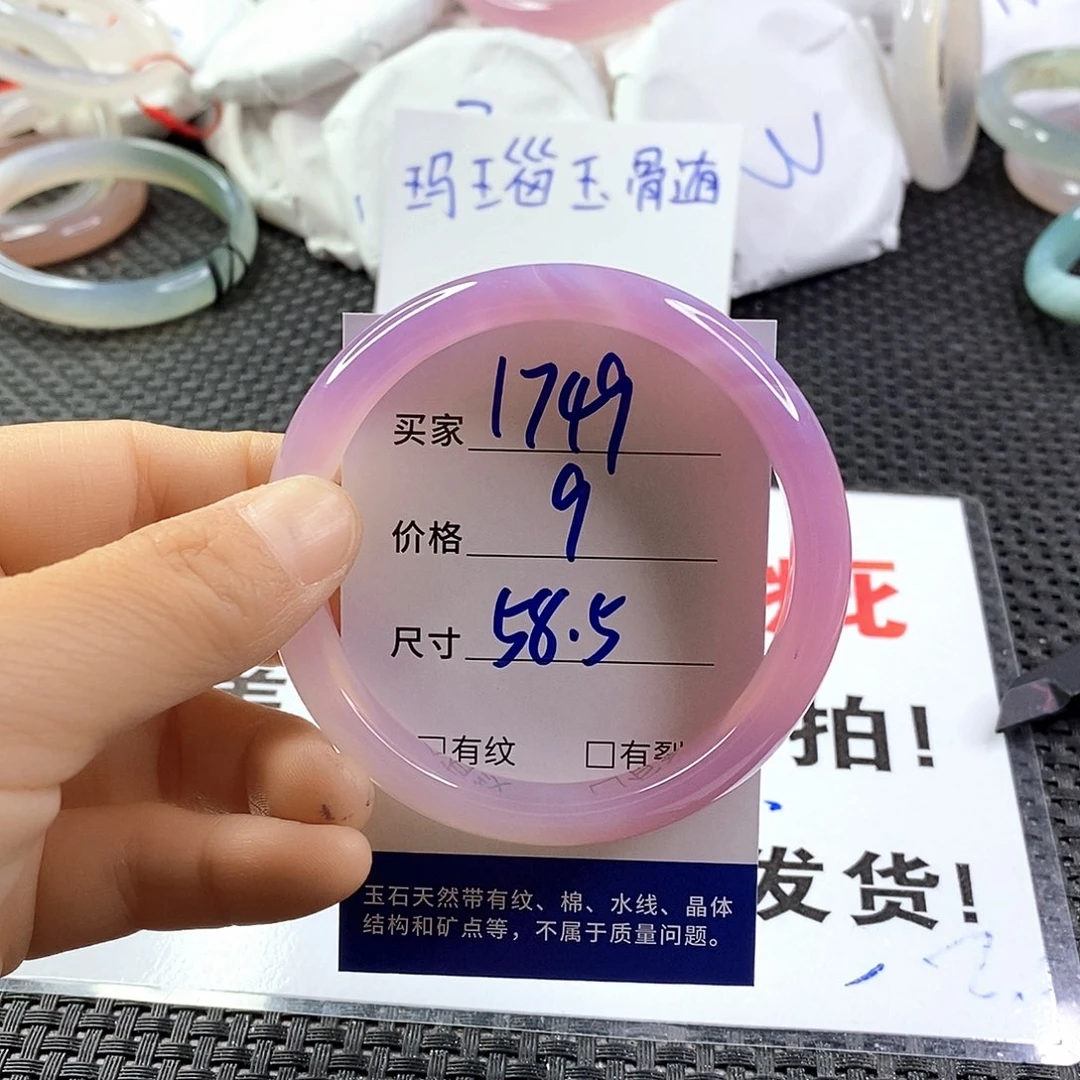 玛瑙玉骨髓
买家 1749
价格 9
尺寸 58.5
□有纹 □有裂
玉石天然带有纹、棉、水线、晶体
结构和矿点等，不属于质量问题。
拍！
发货！